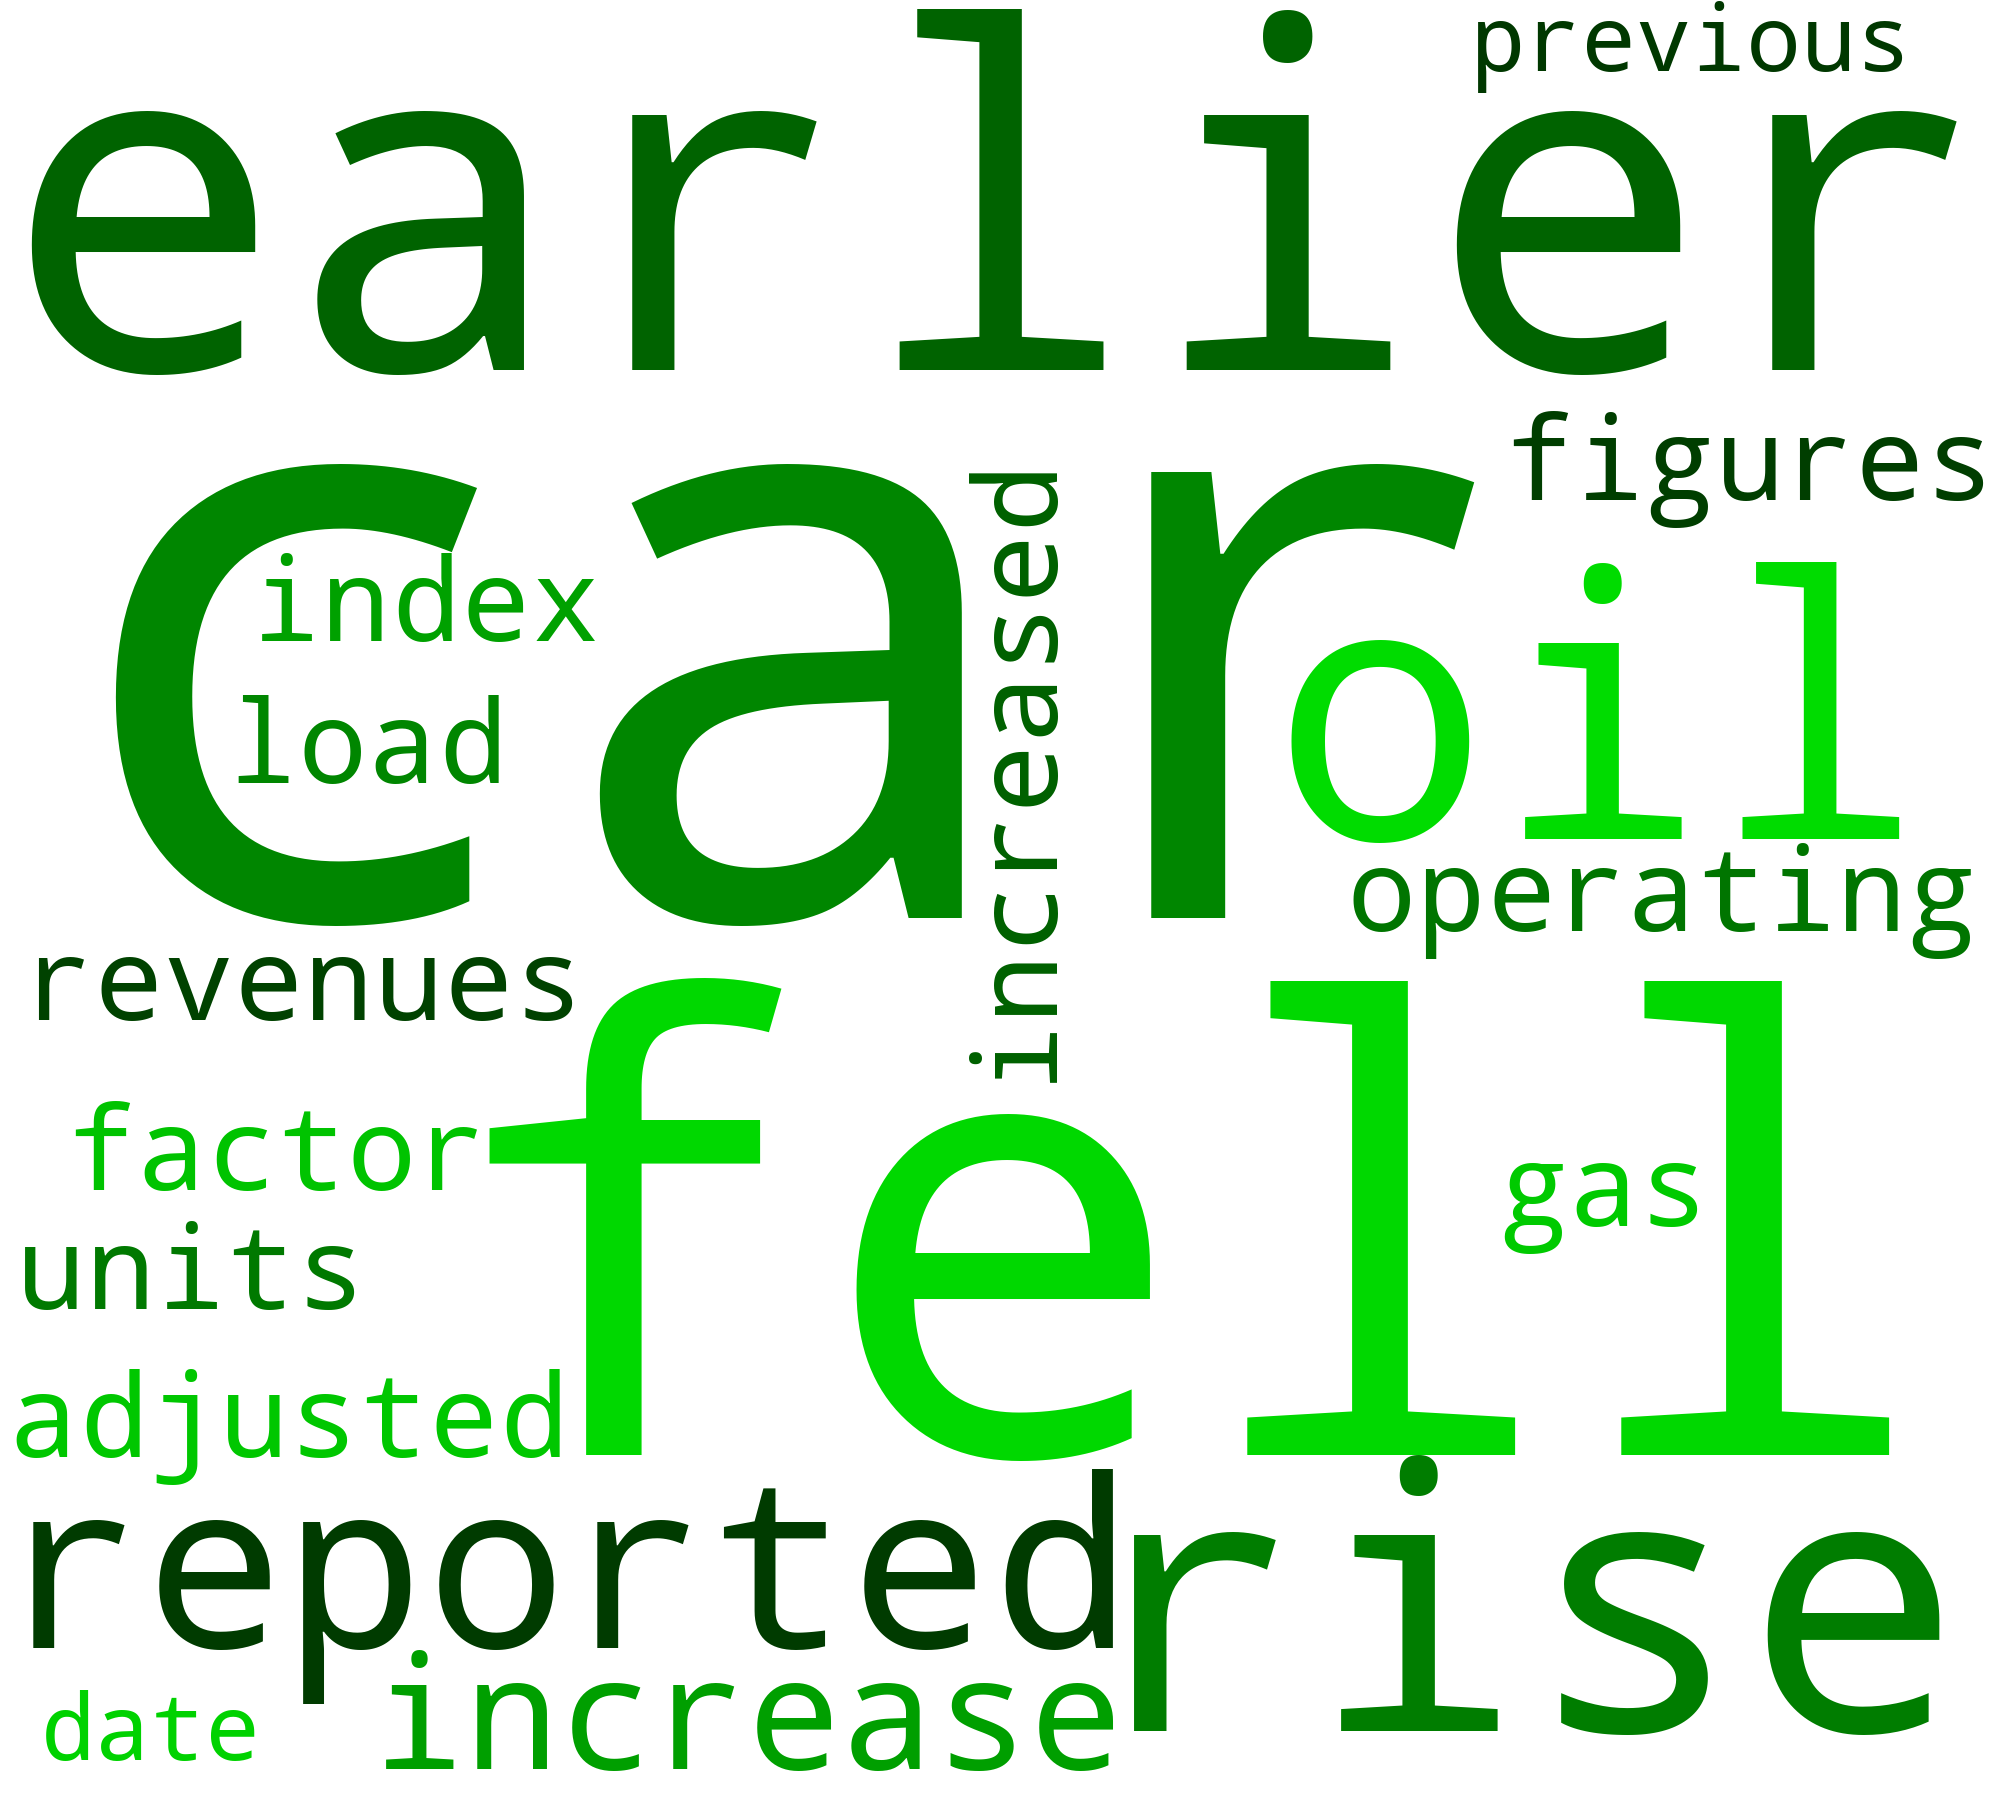 previous
earlier
figures
car
increased
index
oil
load
operating
revenues
fell
factor
gas
units
adjusted
reported
rise
increase
date